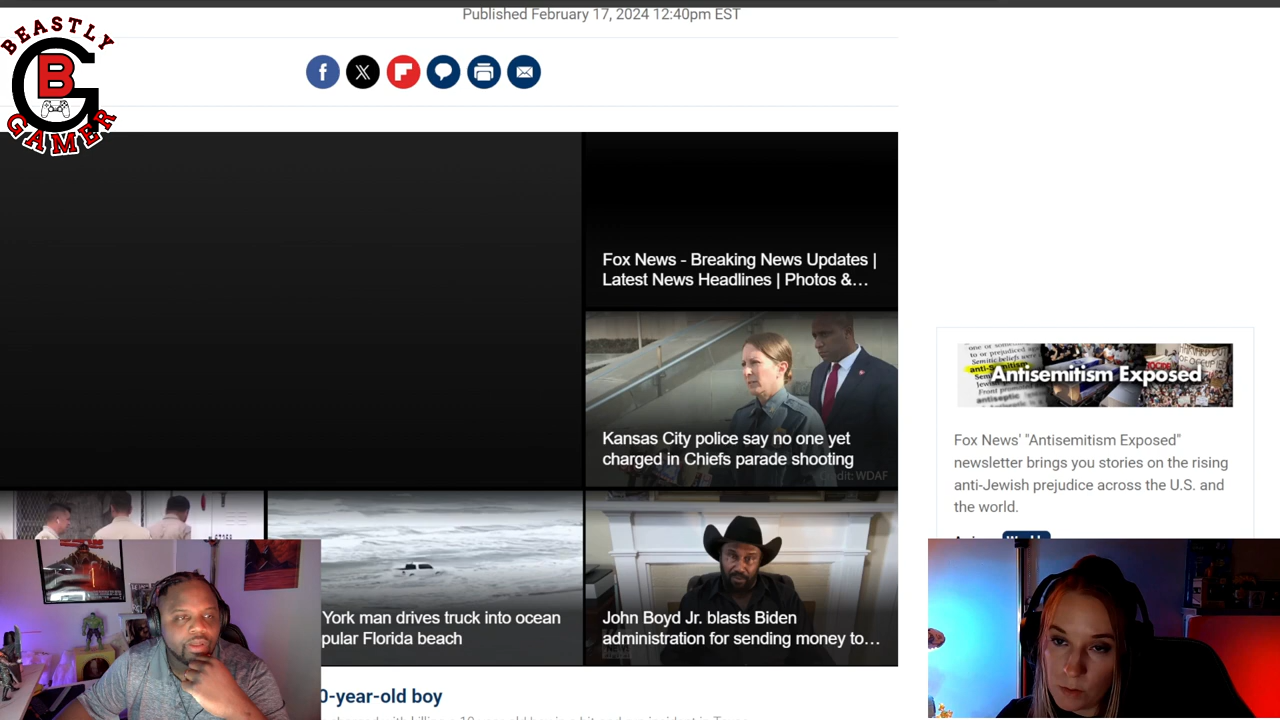 Published February 17, 2024 12:40pm EST
BEASTLY
B
GAMER
Fox News - Breaking News Updates |
Latest News Headlines | Photos &...
Kansas City police say no one yet
charged in Chiefs parade shooting
Credit: WDAF
York man drives truck into ocean
pular Florida beach
John Boyd Jr. blasts Biden
administration for sending money to...
anti-Semitism
Antisemitism Exposed
Fox News' "Antisemitism Exposed"
newsletter brings you stories on the rising
anti-Jewish prejudice across the U.S. and
the world.
0-year-old boy